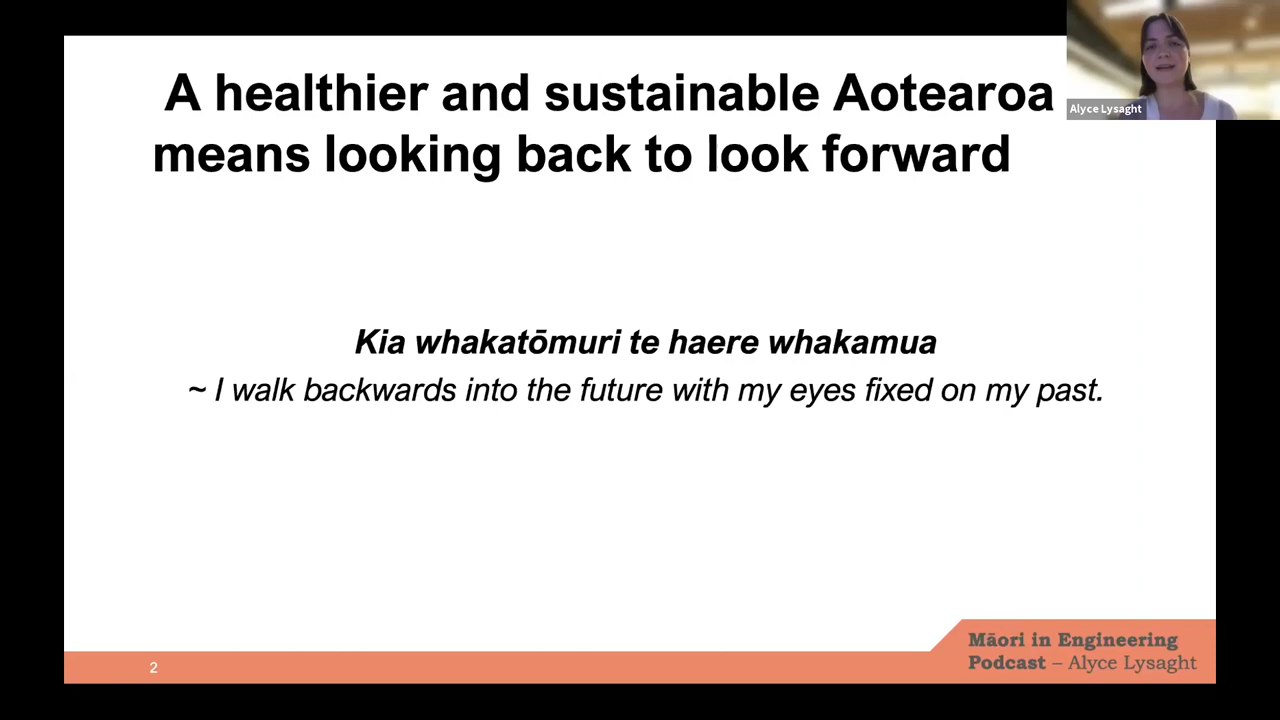 A healthier and sustainable Aotearoa
means looking back to look forward
Alyce Lysaght
Kia whakatōmuri te haere whakamua
~ I walk backwards into the future with my eyes fixed on my past.
2
Māori in Engineering
Podcast – Alyce Lysaght